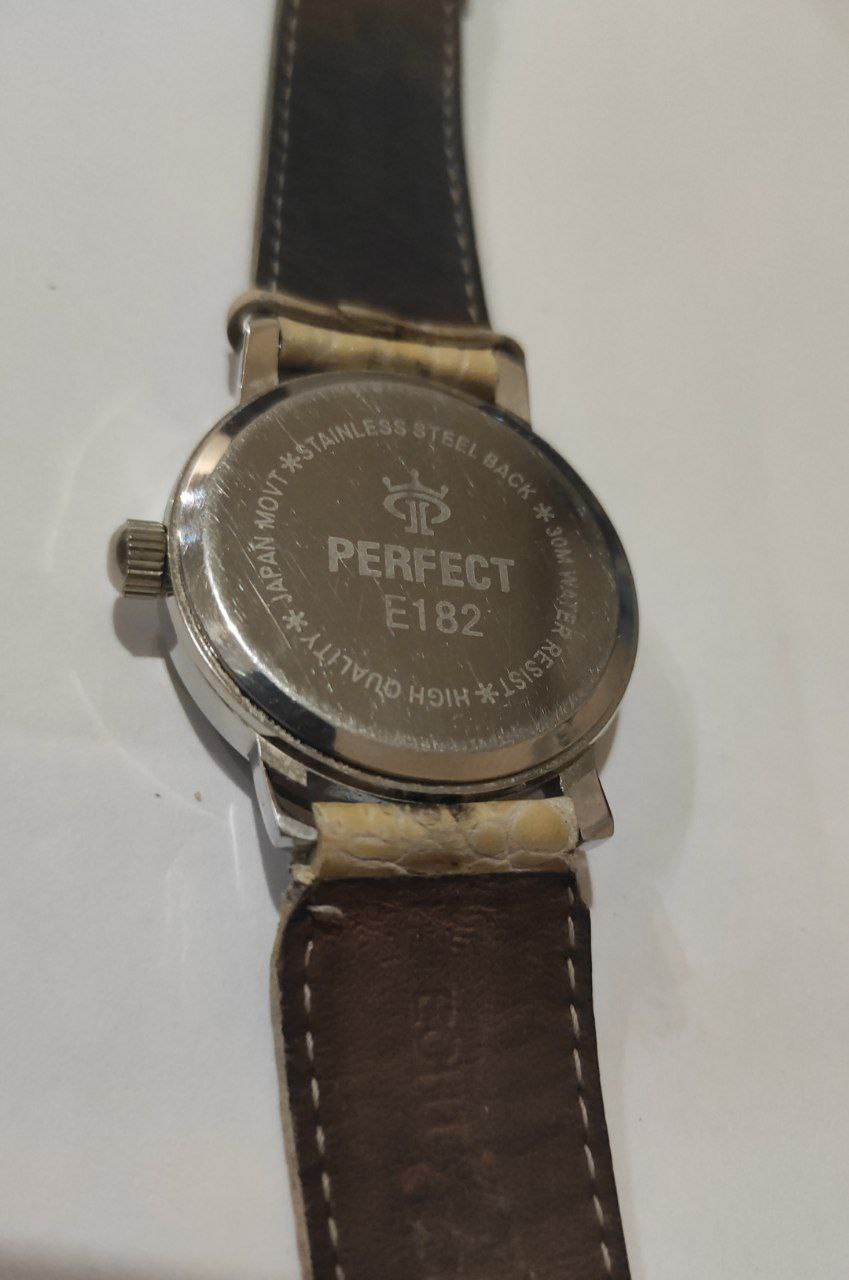 *STAINLESS STEEL BACK * 30M WATER RESIST* HIGH QUALITY* JAPAN MOVT
PERFECT
E182